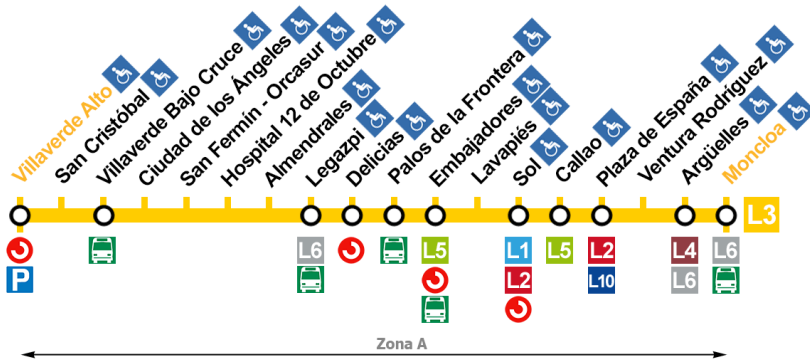 Villaverde Alto
San Cristóbal
Villaverde Bajo Cruce
Ciudad de los Ángeles
San Fermín - Orcasur
Hospital 12 de Octubre
Almendrales
Legazpi
Delicias
Palos de la Frontera
Embajadores
Lavapiés
Sol
Callao
Plaza de España
Ventura Rodríguez
Argüelles
Moncloa
L3
P
L6
L5
L1
L2
L5
L2
L10
L4
L6
L6
Zona A